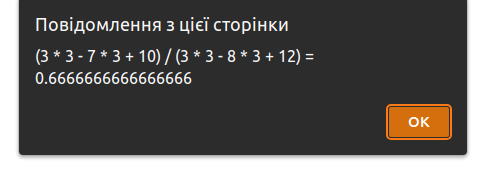 Повідомлення з цієї сторінки
(3 * 3 - 7 * 3 + 10) / (3 * 3 - 8 * 3 + 12) =
0.6666666666666666
OK